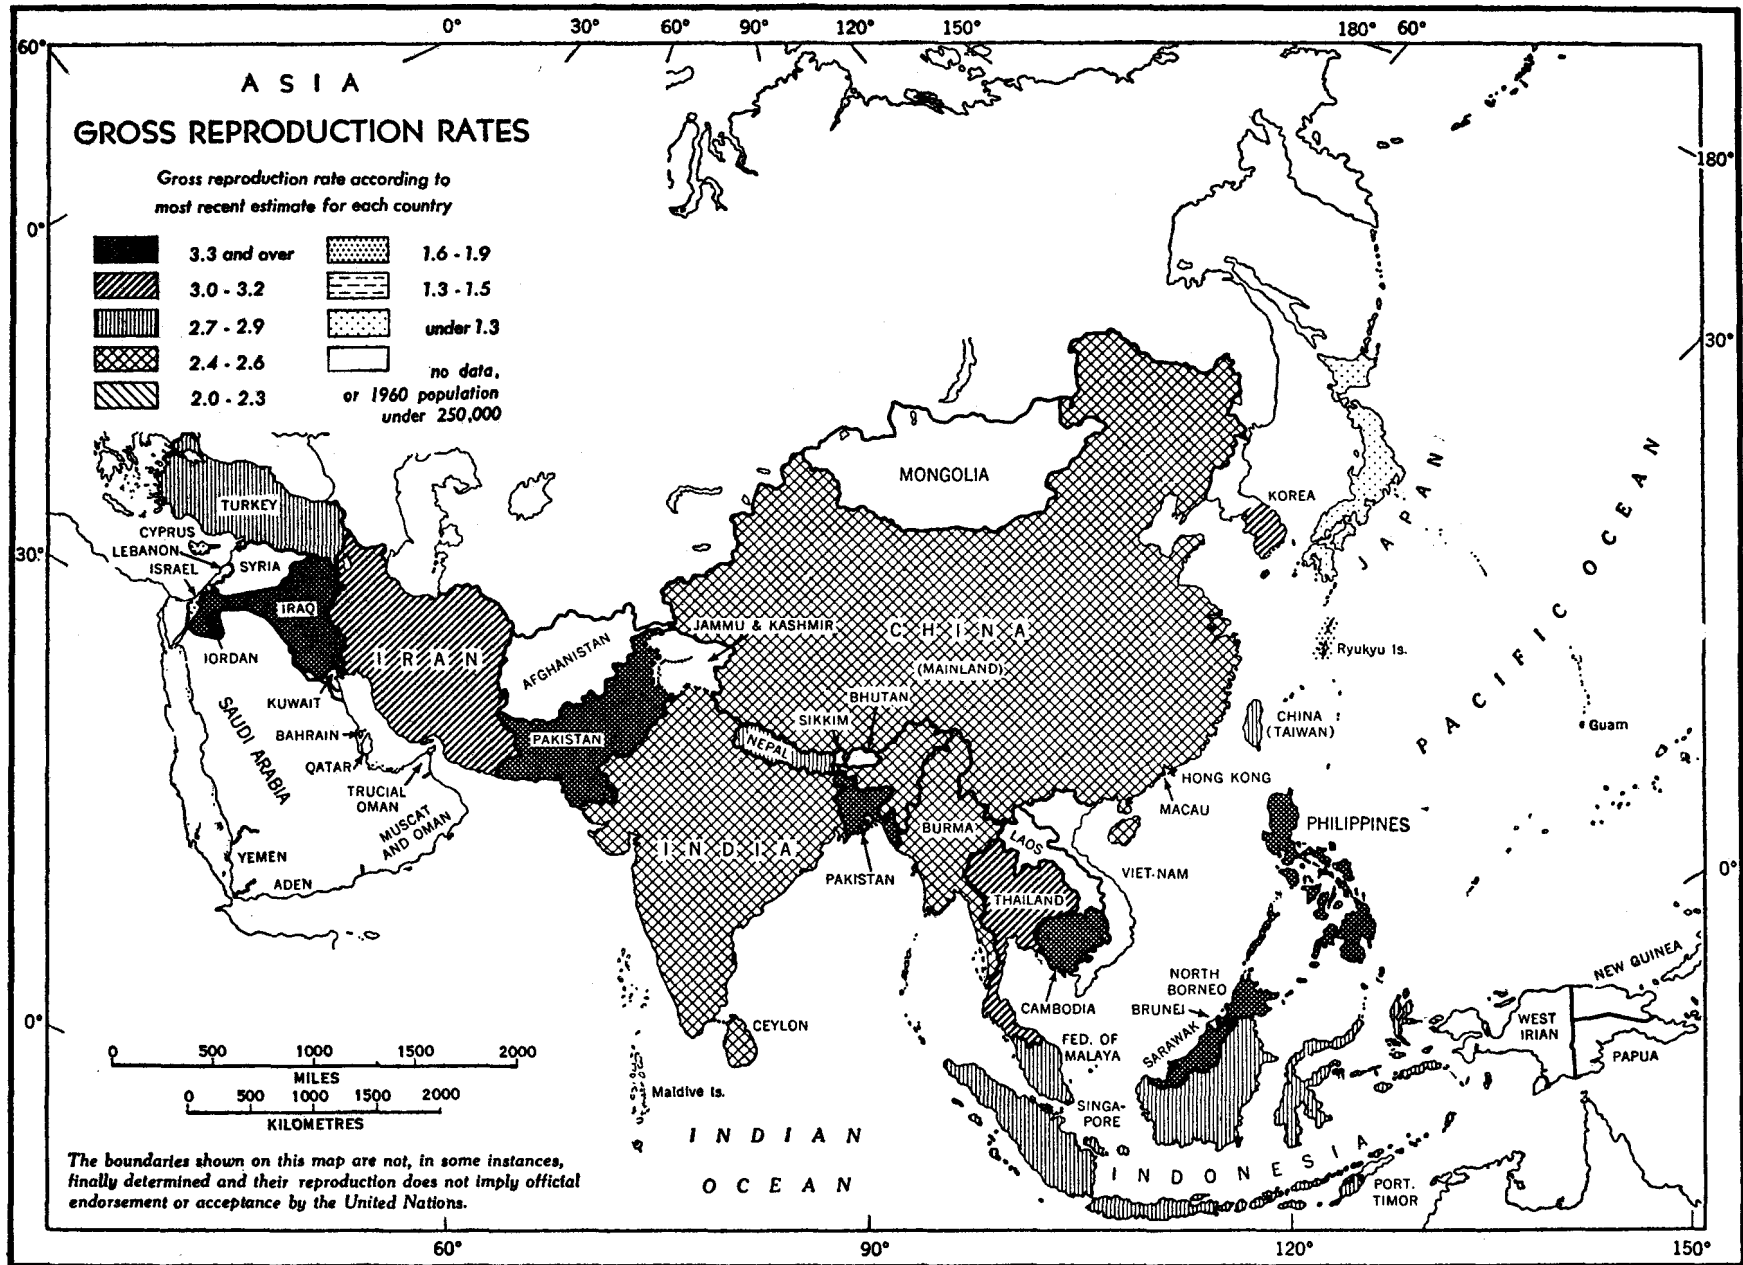 0° 30° 60° 90° 120° 150° 180° 60°
60°
A S I A
GROSS REPRODUCTION RATES
Gross reproduction rate according to
most recent estimate for each country
3.3 and over
3.0 - 3.2
2.7 - 2.9
2.4 - 2.6
2.0 - 2.3
1.6 - 1.9
1.3 - 1.5
under 1.3
no data,
or 1960 population
under 250,000
180°
0°
30°
MONGOLIA
KOREA
JAPAN
TURKEY
CYPRUS
LEBANON
ISRAEL
SYRIA
30°
IRAQ
JORDAN
IRAN
AFGHANISTAN
JAMMU & KASHMIR
CHINA
(MAINLAND)
Ryukyu Is.
PACIFIC OCEAN
KUWAIT
SAUDI ARABIA
BAHRAIN
QATAR
TRUCIAL
OMAN
MUSCAT
AND OMAN
PAKISTAN
NEPAL
SIKKIM
BHUTAN
CHINA
(TAIWAN)
Guam
HONG KONG
MACAU
YEMEN
ADEN
INDIA
BURMA
PAKISTAN
LAOS
VIET-NAM
THAILAND
PHILIPPINES
0°
CAMBODIA
NORTH
BORNEO
BRUNEI
SARAWAK
NEW GUINEA
WEST
IRIAN
PAPUA
0°
CEYLON
FED. OF
MALAYA
Maldive Is.
SINGA-
PORE
INDONESIA
PORT.
TIMOR
INDIAN
OCEAN
0 500 1000 1500 2000
MILES
0 500 1000 1500 2000
KILOMETRES
The boundaries shown on this map are not, in some instances,
finally determined and their reproduction does not imply official
endorsement or acceptance by the United Nations.
60° 90° 120° 150°